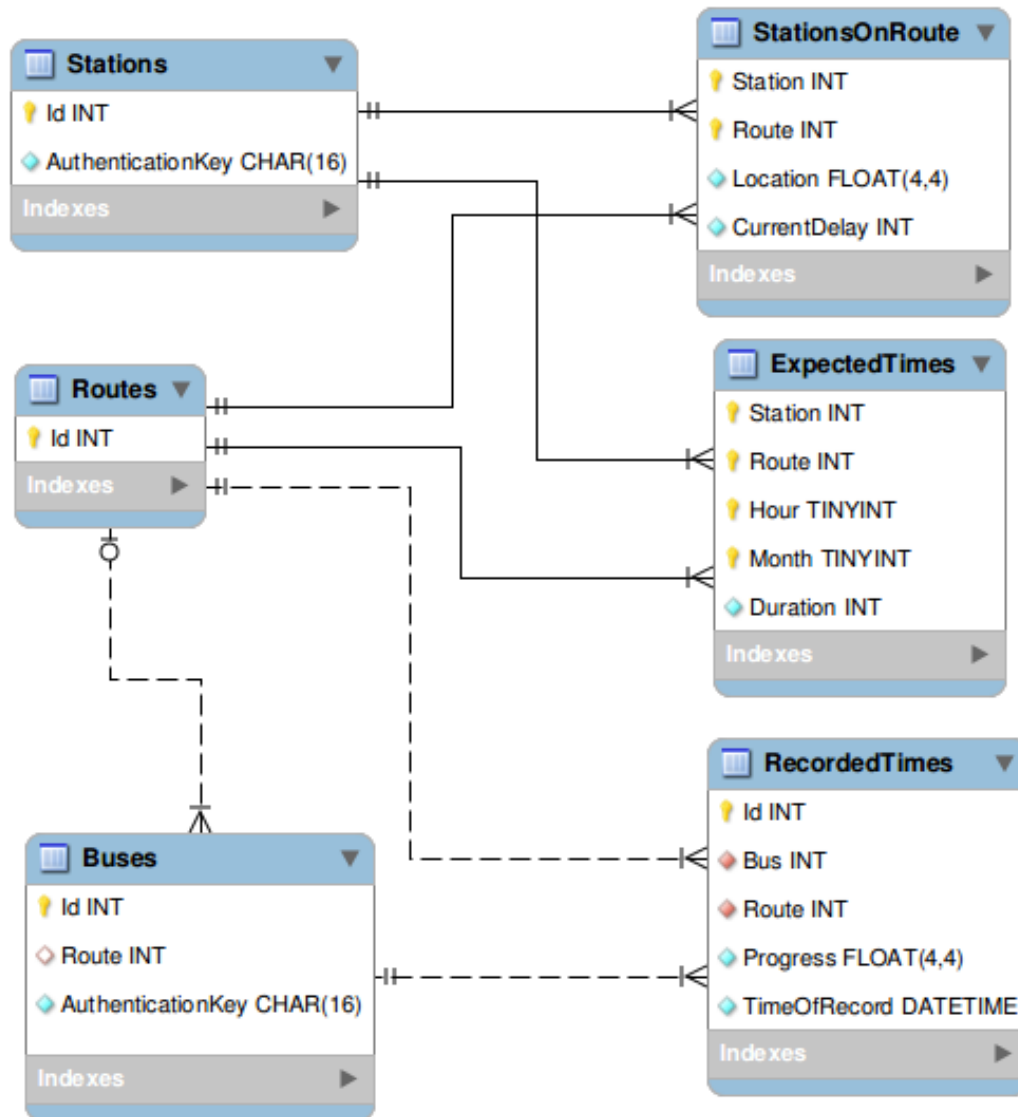 Stations
Id INT
AuthenticationKey CHAR(16)
Indexes
StationsOnRoute
Station INT
Route INT
Location FLOAT(4,4)
CurrentDelay INT
Indexes
Routes
Id INT
Indexes
ExpectedTimes
Station INT
Route INT
Hour TINYINT
Month TINYINT
Duration INT
Indexes
Buses
Id INT
Route INT
AuthenticationKey CHAR(16)
Indexes
RecordedTimes
Id INT
Bus INT
Route INT
Progress FLOAT(4,4)
TimeOfRecord DATETIME
Indexes